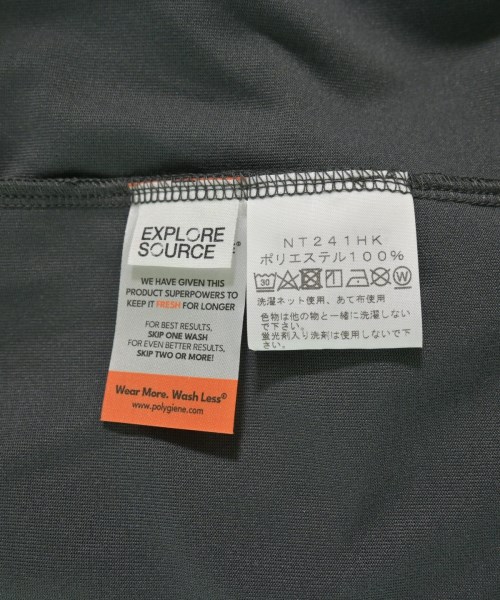 EXPLORE
SOURCE
WE HAVE GIVEN THIS
PRODUCT SUPERPOWERS TO
KEEP IT FRESH FOR LONGER
FOR BEST RESULTS,
SKIP ONE WASH
FOR EVEN BETTER RESULTS,
SKIP TWO OR MORE!
Wear More. Wash Less©
www.polygiene.com
NT241HK
ポリエステル100%
30 W
洗濯ネット使用、あて布使用
色物は他の物と一緒に洗濯しない
で下さい。
蛍光剤入り洗剤は使用しないで下
さい。